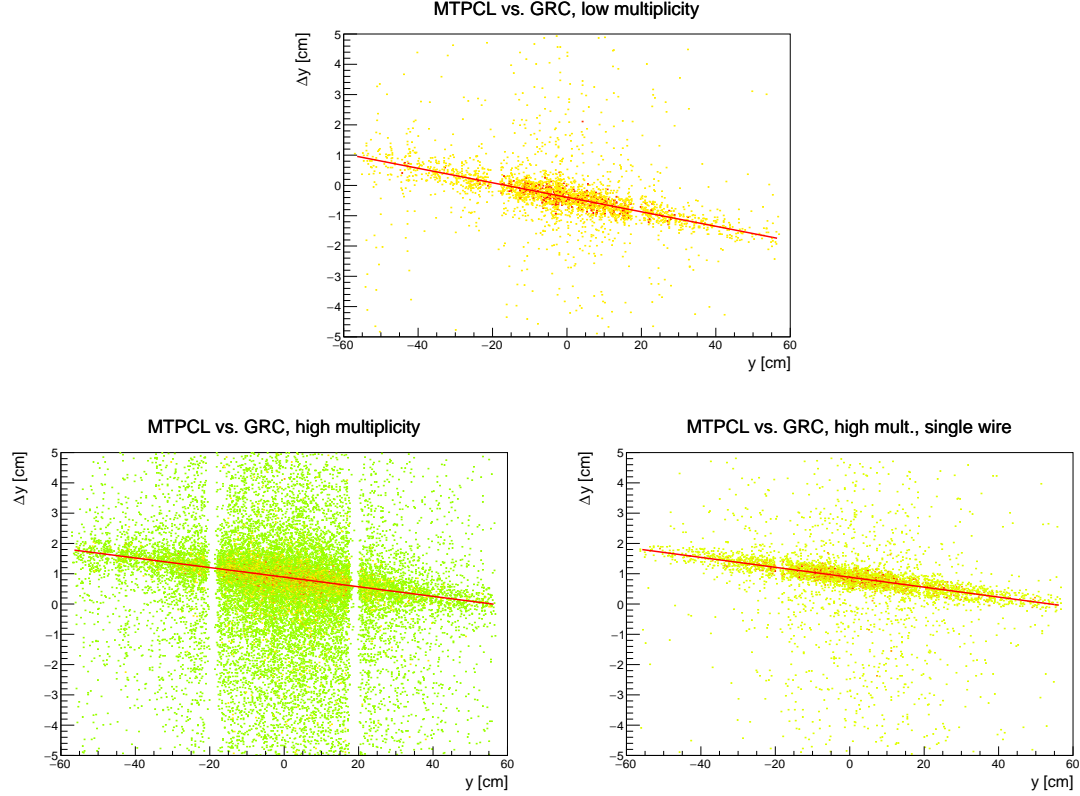 MTPCL vs. GRC, low multiplicity
Δy [cm]
5
4
3
2
1
0
−1
−2
−3
−4
−5
−60 −40 −20 0 20 40 60
y [cm]
MTPCL vs. GRC, high multiplicity
Δy [cm]
5
4
3
2
1
0
−1
−2
−3
−4
−5
−60 −40 −20 0 20 40 60
y [cm]
MTPCL vs. GRC, high mult., single wire
Δy [cm]
5
4
3
2
1
0
−1
−2
−3
−4
−5
−60 −40 −20 0 20 40 60
y [cm]